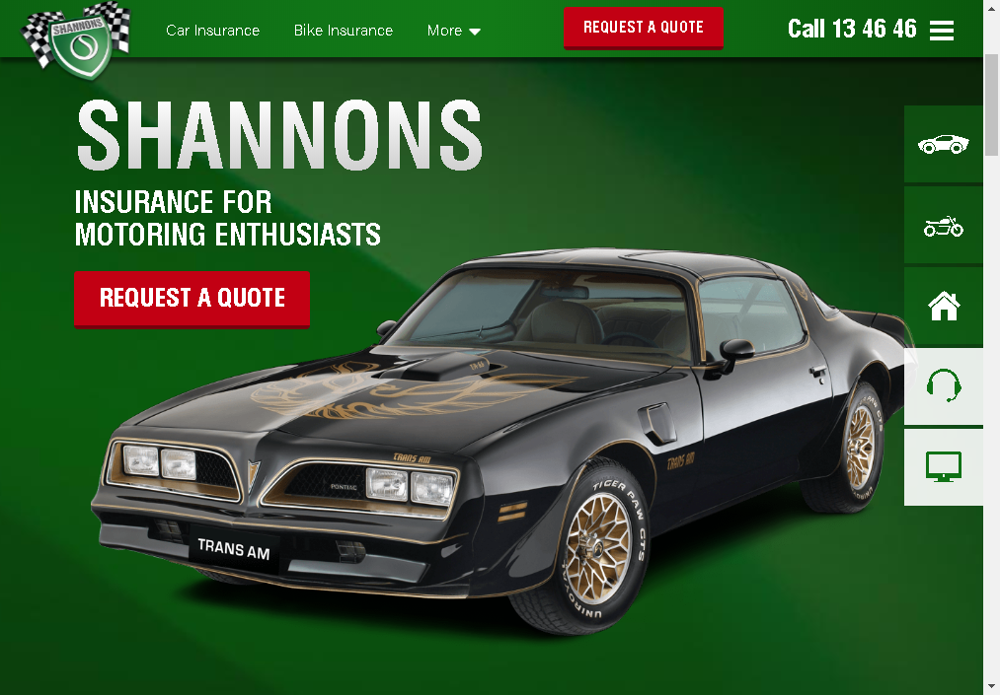 SHANNONS
Car Insurance
Bike Insurance
More
REQUEST A QUOTE
Call 13 46 46
SHANNONS
INSURANCE FOR
MOTORING ENTHUSIASTS
REQUEST A QUOTE
TRANS AM
PONTIAC
TRANS AM
TRANS AM
TIGER PAW GTS
UNIROYAL